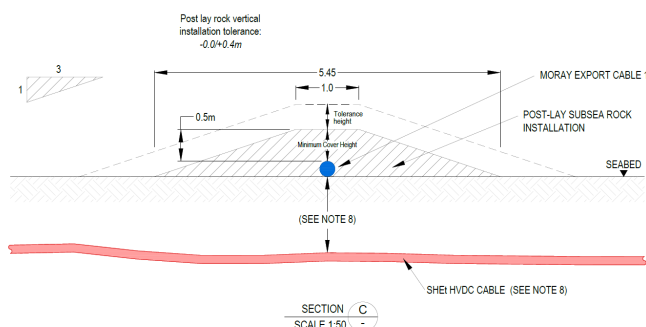 Post lay rock vertical
installation tolerance:
-0.0/+0.4m
3
1
5.45
1.0
MORAY EXPORT CABLE 1
Tolerance
height
0.5m
POST-LAY SUBSEA ROCK
INSTALLATION
Minimum Cover Height
SEABED
(SEE NOTE 8)
SHEt HVDC CABLE (SEE NOTE 8)
SECTION C
SCALE 1:50 -